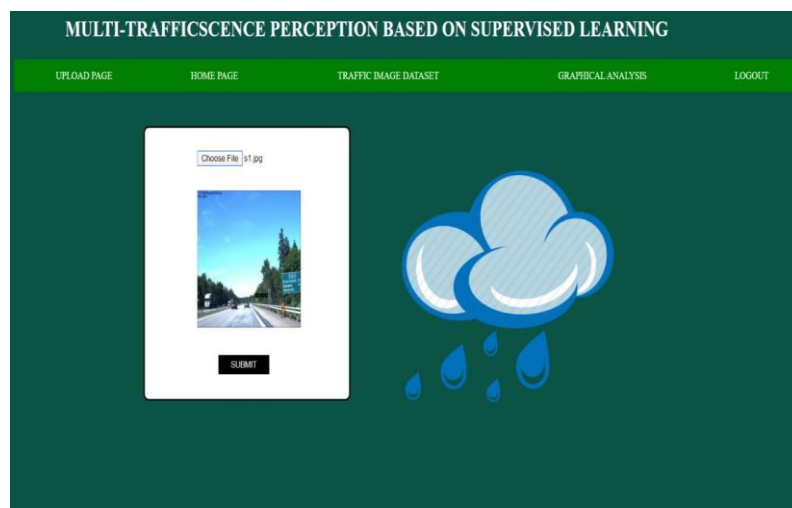 MULTI-TRAFFICSCENCE PERCEPTION BASED ON SUPERVISED LEARNING
UPLOAD PAGE HOME PAGE TRAFFIC IMAGE DATASET GRAPHICAL ANALYSIS LOGOUT
Choose File s1.jpg
SUBMIT